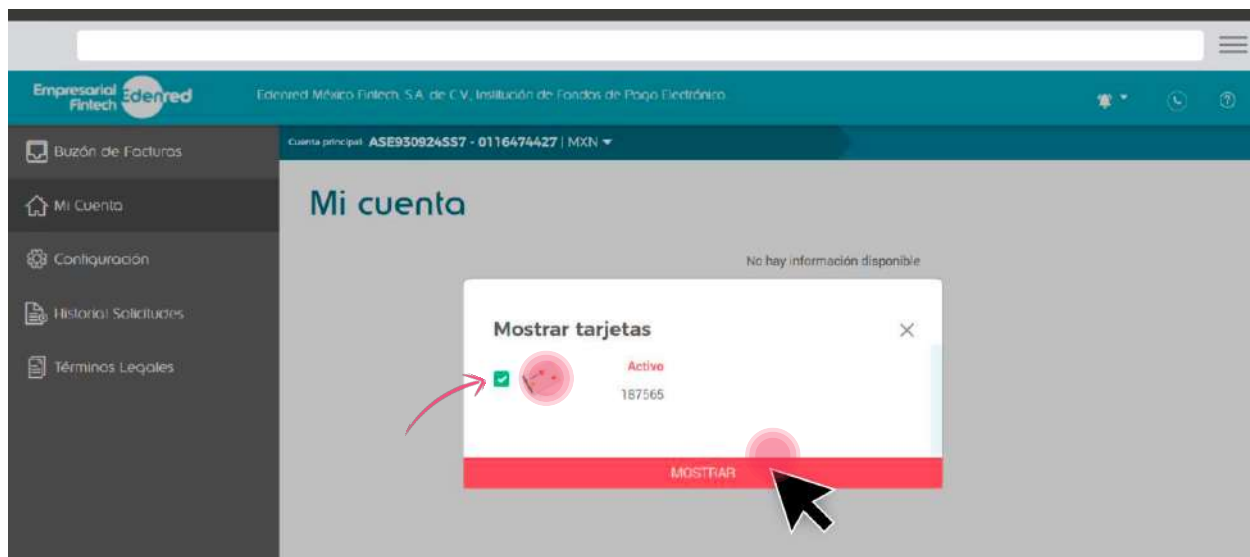 Empresarial
Fintech Edenred
Edenred México Fintech, S.A. de C.V., Institución de Fondos de Pago Electrónico.
Cuenta principal: ASE930924SS7 - 0116474427 | MXN
Buzón de Facturas
Mi Cuenta
Configuración
Historial Solicitudes
Términos Legales
Mi cuenta
No hay información disponible
Mostrar tarjetas
Activo
187565
MOSTRAR